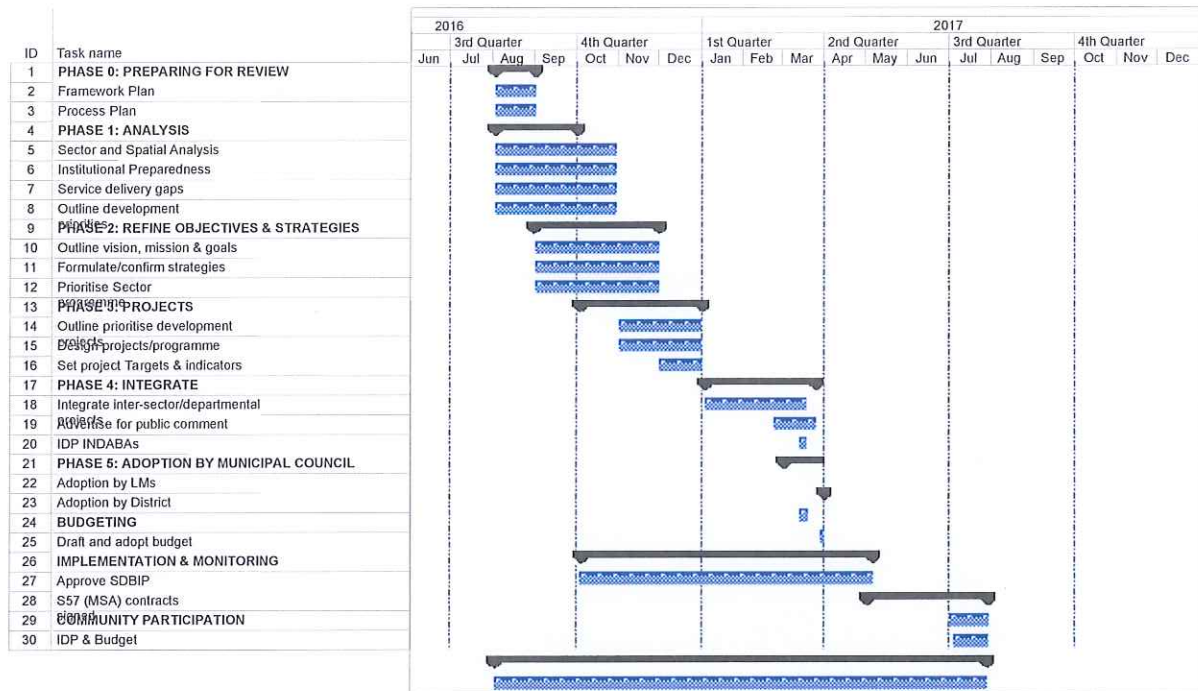 2016 2017
3rd Quarter 4th Quarter 1st Quarter 2nd Quarter 3rd Quarter 4th Quarter
ID Task name Jun Jul Aug Sep Oct Nov Dec Jan Feb Mar Apr May Jun Jul Aug Sep Oct Nov Dec
1 PHASE 0: PREPARING FOR REVIEW
2 Framework Plan
3 Process Plan
4 PHASE 1: ANALYSIS
5 Sector and Spatial Analysis
6 Institutional Preparedness
7 Service delivery gaps
8 Outline development
priorities
9 PHASE 2: REFINE OBJECTIVES & STRATEGIES
10 Outline vision, mission & goals
11 Formulate/confirm strategies
12 Prioritise Sector
programme
13 PHASE 3: PROJECTS
14 Outline prioritise development
projects
15 Design projects/programme
16 Set project Targets & indicators
17 PHASE 4: INTEGRATE
18 Integrate inter-sector/departmental
projects
19 Advertise for public comment
20 IDP INDABAs
21 PHASE 5: ADOPTION BY MUNICIPAL COUNCIL
22 Adoption by LMs
23 Adoption by District
24 BUDGETING
25 Draft and adopt budget
26 IMPLEMENTATION & MONITORING
27 Approve SDBIP
28 S57 (MSA) contracts
signed
29 COMMUNITY PARTICIPATION
30 IDP & Budget